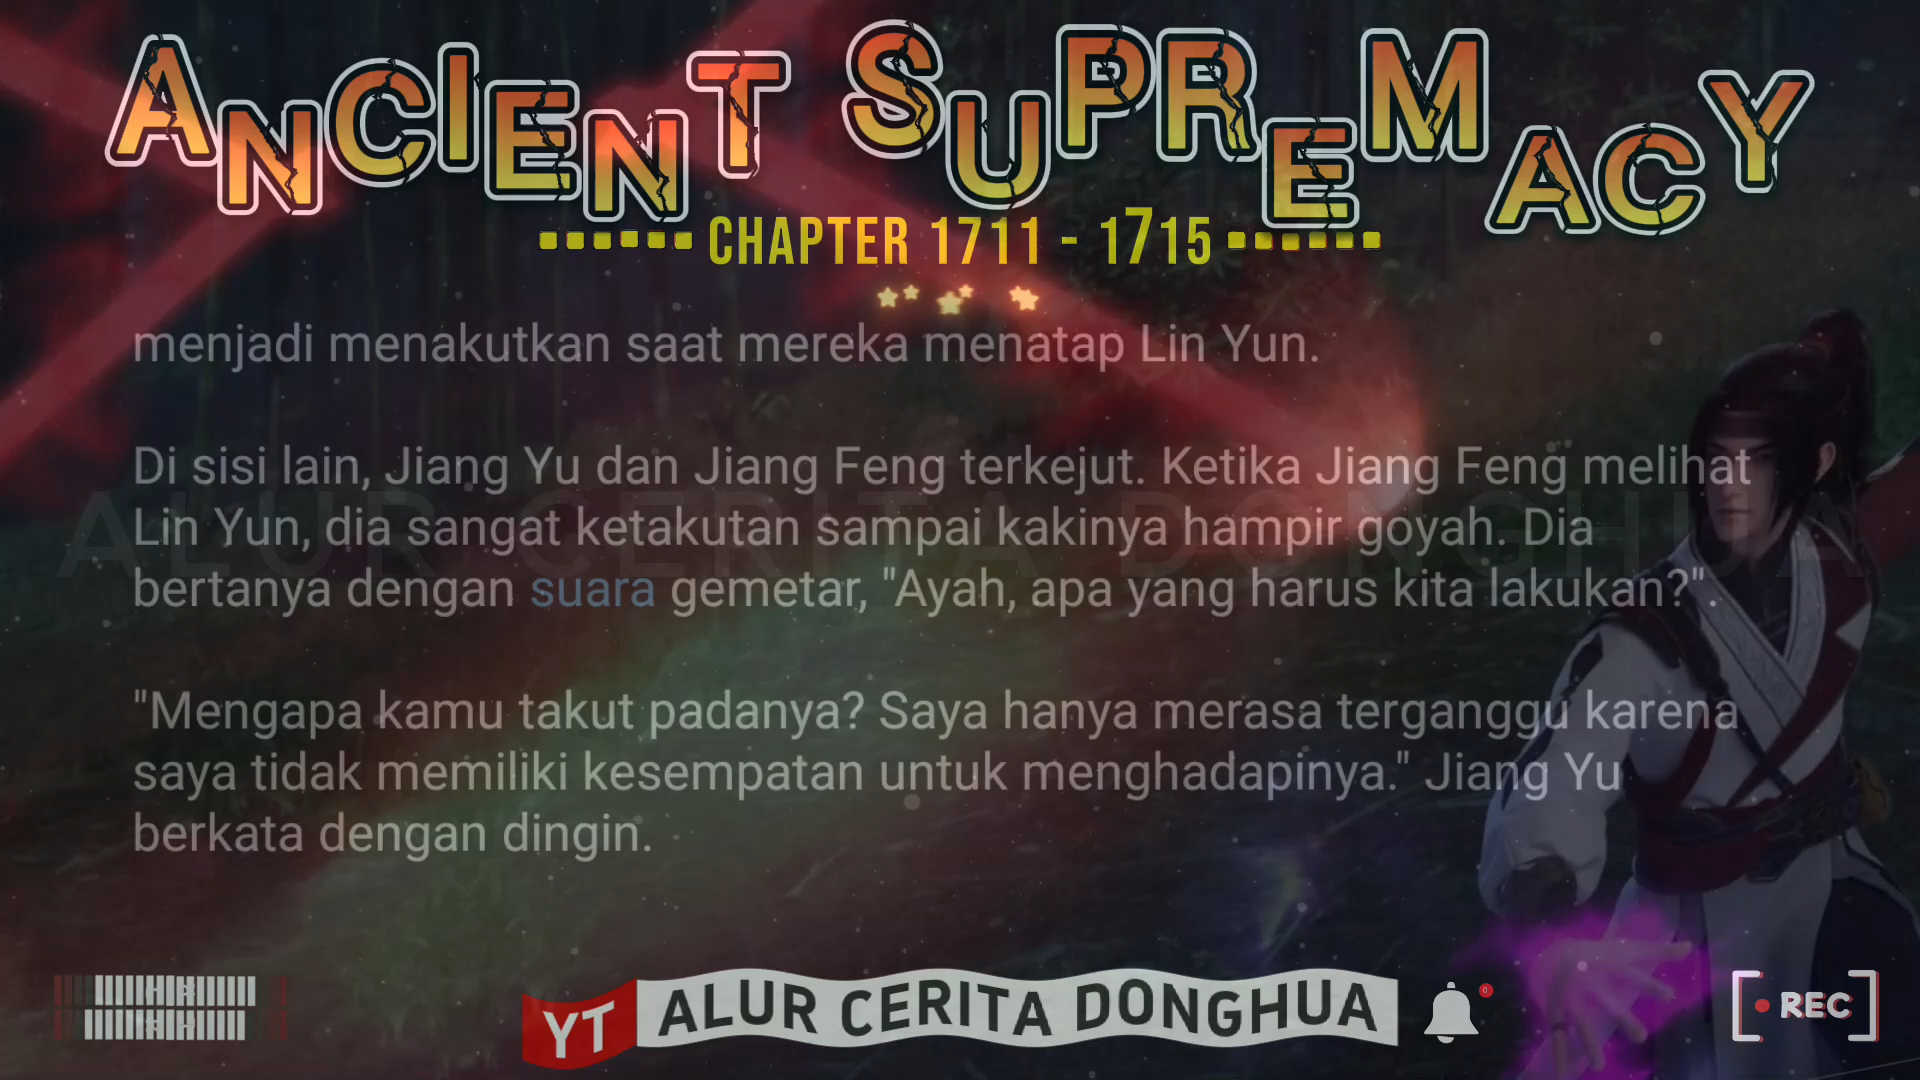 ANCIENT SUPREMACY
CHAPTER 1711 - 1715
menjadi menakutkan saat mereka menatap Lin Yun.
Di sisi lain, Jiang Yu dan Jiang Feng terkejut. Ketika Jiang Feng melihat
Lin Yun, dia sangat ketakutan sampai kakinya hampir goyah. Dia
bertanya dengan suara gemetar, "Ayah, apa yang harus kita lakukan?".
ALUR CERITA DONGHUA
"Mengapa kamu takut padanya? Saya hanya merasa terganggu karena
saya tidak memiliki kesempatan untuk menghadapinya." Jiang Yu
berkata dengan dingin.
YT ALUR CERITA DONGHUA
REC